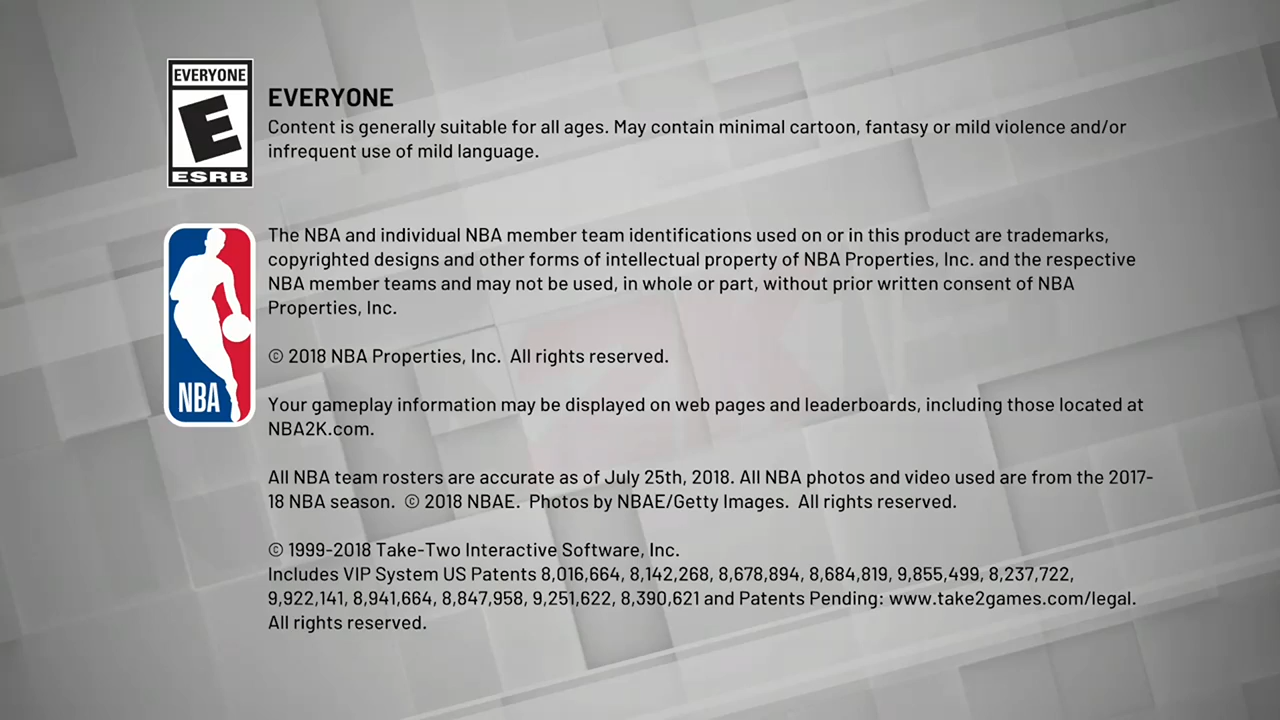 EVERYONE
E
ESRB
EVERYONE
Content is generally suitable for all ages. May contain minimal cartoon, fantasy or mild violence and/or
infrequent use of mild language.
NBA
The NBA and individual NBA member team identifications used on or in this product are trademarks,
copyrighted designs and other forms of intellectual property of NBA Properties, Inc. and the respective
NBA member teams and may not be used, in whole or part, without prior written consent of NBA
Properties, Inc.
© 2018 NBA Properties, Inc.  All rights reserved.
Your gameplay information may be displayed on web pages and leaderboards, including those located at
NBA2K.com.
All NBA team rosters are accurate as of July 25th, 2018. All NBA photos and video used are from the 2017-
18 NBA season.  © 2018 NBAE.  Photos by NBAE/Getty Images.  All rights reserved.
© 1999-2018 Take-Two Interactive Software, Inc.
Includes VIP System US Patents 8,016,664, 8,142,268, 8,678,894, 8,684,819, 9,855,499, 8,237,722,
9,922,141, 8,941,664, 8,847,958, 9,251,622, 8,390,621 and Patents Pending: www.take2games.com/legal.
All rights reserved.